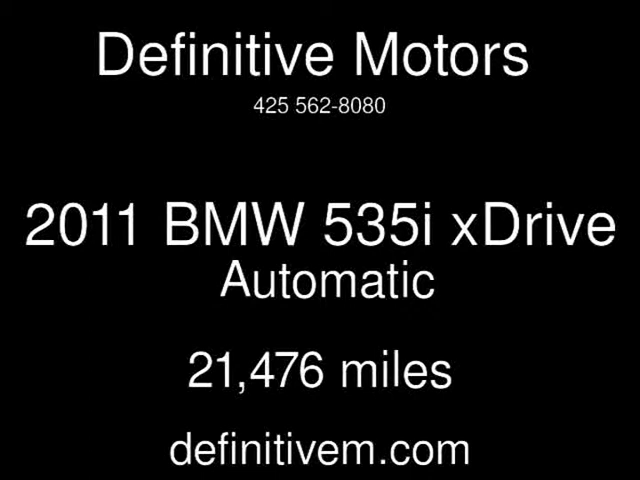 Definitive Motors
425 562-8080
2011 BMW 535i xDrive
Automatic
21,476 miles
definitivem.com